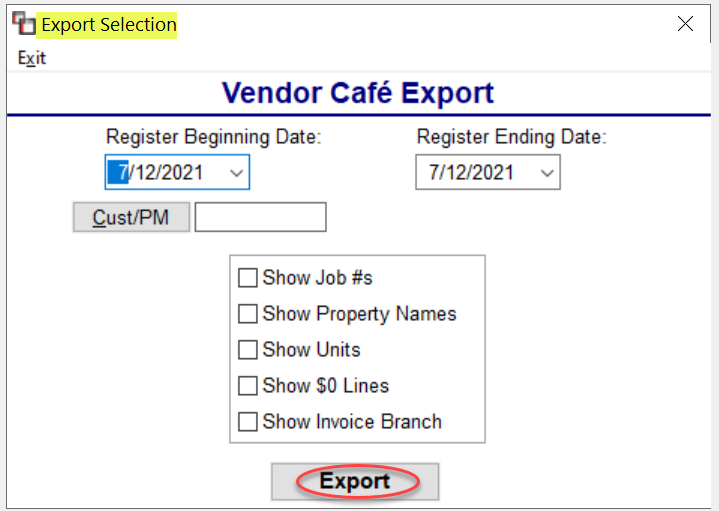 Export Selection
Exit
Vendor Café Export
Register Beginning Date: Register Ending Date:
7/12/2021 7/12/2021
Cust/PM
Show Job #s
Show Property Names
Show Units
Show $0 Lines
Show Invoice Branch
Export